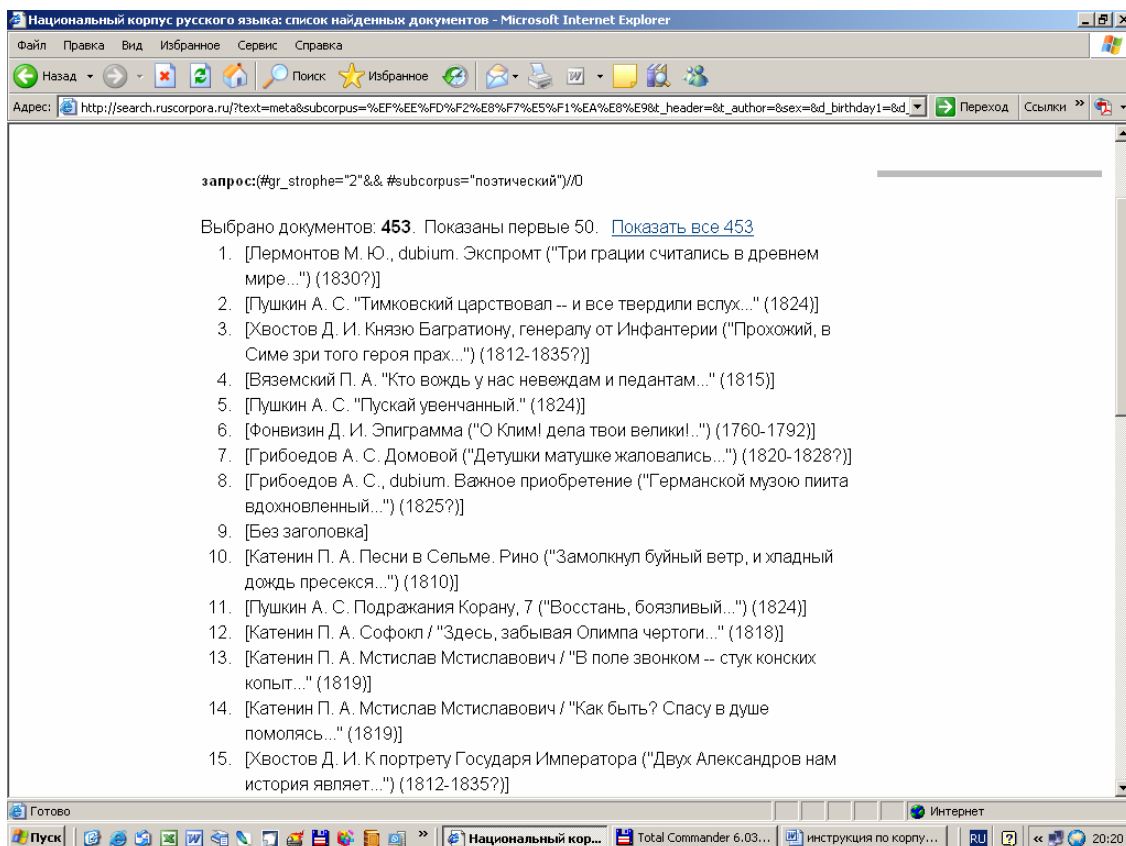 Национальный корпус русского языка: список найденных документов - Microsoft Internet Explorer
Файл Правка Вид Избранное Сервис Справка
Назад Поиск Избранное
Адрес: http://search.ruscorpora.ru/?text=meta&subcorpus=%EF%EE%FD%F2%E8%F7%E5%F1%EA%E8%E9&t_header=&t_author=&sex=&d_birthday1=&d_ Переход Ссылки »
запрос:(#gr_strophe="2"&& #subcorpus="поэтический")//0
Выбрано документов: 453. Показаны первые 50. Показать все 453
1. [Лермонтов М. Ю., dubium. Экспромт ("Три грации считались в древнем
мире...") (1830?)]
2. [Пушкин А. С. "Тимковский царствовал -- и все твердили вслух..." (1824)]
3. [Хвостов Д. И. Князю Багратиону, генералу от Инфантерии ("Прохожий, в
Симе зри того героя прах...") (1812-1835?)]
4. [Вяземский П. А. "Кто вождь у нас невеждам и педантам..." (1815)]
5. [Пушкин А. С. "Пускай увенчанный." (1824)]
6. [Фонвизин Д. И. Эпиграмма ("О Клим! дела твои велики!..") (1760-1792)]
7. [Грибоедов А. С. Домовой ("Детушки матушке жаловались...") (1820-1828?)]
8. [Грибоедов А. С., dubium. Важное приобретение ("Германской музою пиита
вдохновленный...") (1825?)]
9. [Без заголовка]
10. [Катенин П. А. Песни в Сельме. Рино ("Замолкнул буйный ветр, и хладный
дождь пресекся...") (1810)]
11. [Пушкин А. С. Подражания Корану, 7 ("Восстань, боязливый...") (1824)]
12. [Катенин П. А. Софокл / "Здесь, забывая Олимпа чертоги..." (1818)]
13. [Катенин П. А. Мстислав Мстиславович / "В поле звонком -- стук конских
копыт..." (1819)]
14. [Катенин П. А. Мстислав Мстиславович / "Как быть? Спасу в душе
помолясь..." (1819)]
15. [Хвостов Д. И. К портрету Государя Императора ("Двух Александров нам
история являет...") (1812-1835?)]
Готово Интернет
Пуск » Национальный кор... Total Commander 6.03... инструкция по корпу... RU « 20:20